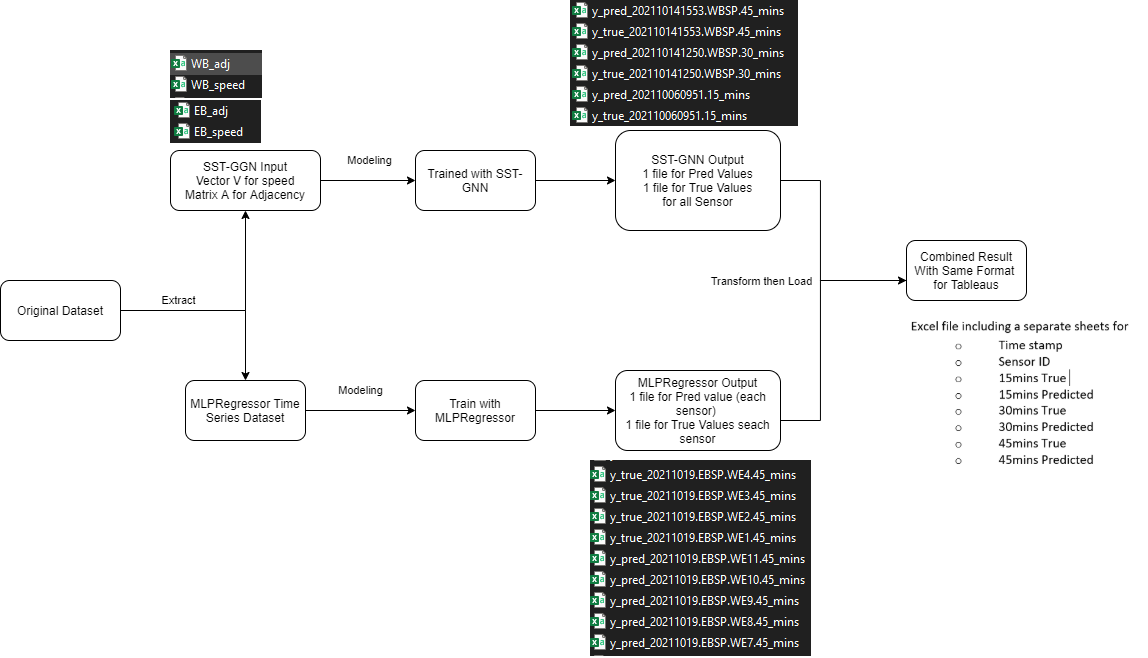 y_pred_202110141553.WBSP.45_mins
y_true_202110141553.WBSP.45_mins
y_pred_202110141250.WBSP.30_mins
y_true_202110141250.WBSP.30_mins
y_pred_202110060951.15_mins
y_true_202110060951.15_mins
WB_adj
WB_speed
EB_adj
EB_speed
SST-GGN Input
Vector V for speed
Matrix A for Adjacency
Modeling
Trained with SST-
GNN
SST-GNN Output
1 file for Pred Values
1 file for True Values
for all Sensor
Original Dataset
Extract
Transform then Load
Combined Result
With Same Format
for Tableaus
Excel file including a separate sheets for
o Time stamp
o Sensor ID
o 15mins True
o 15mins Predicted
o 30mins True
o 30mins Predicted
o 45mins True
o 45mins Predicted
MLPRegressor Time
Series Dataset
Modeling
Train with
MLPRegressor
MLPRegressor Output
1 file for Pred value (each
sensor)
1 file for True Values seach
sensor
y_true_20211019.EBSP.WE4.45_mins
y_true_20211019.EBSP.WE3.45_mins
y_true_20211019.EBSP.WE2.45_mins
y_true_20211019.EBSP.WE1.45_mins
y_pred_20211019.EBSP.WE11.45_mins
y_pred_20211019.EBSP.WE10.45_mins
y_pred_20211019.EBSP.WE9.45_mins
y_pred_20211019.EBSP.WE8.45_mins
y_pred_20211019.EBSP.WE7.45_mins